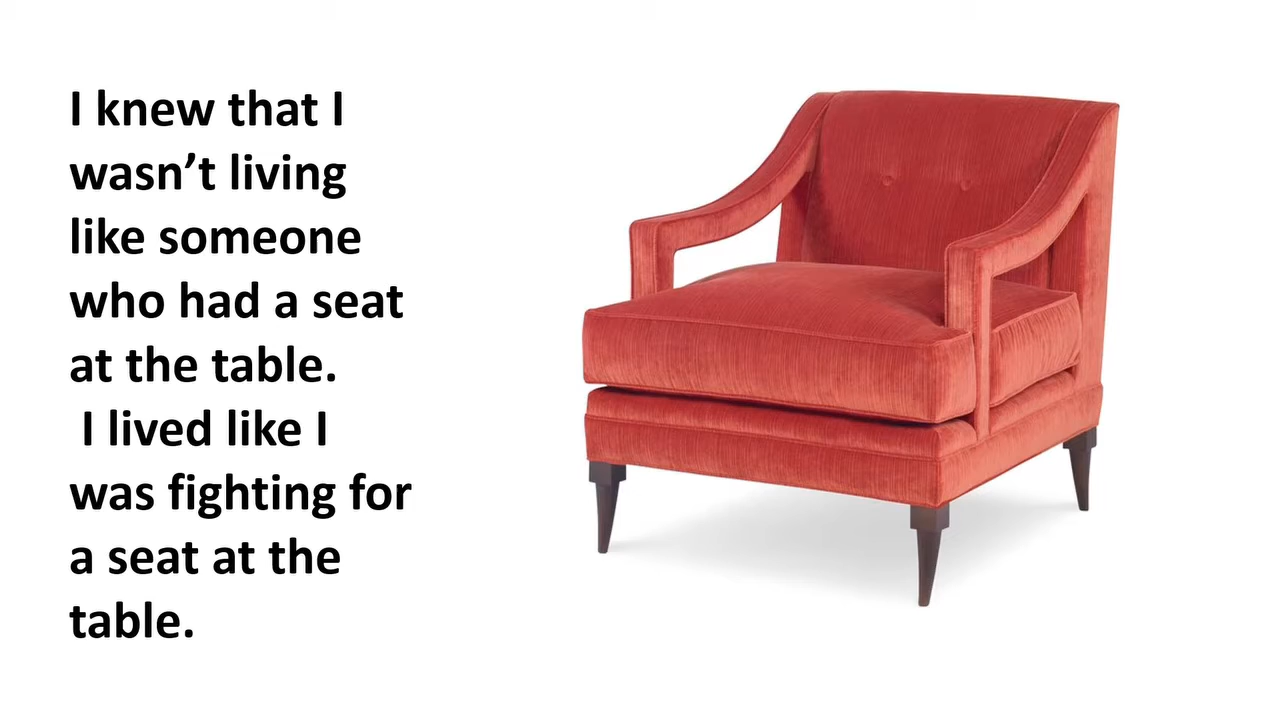 I knew that I
wasn’t living
like someone
who had a seat
at the table.
I lived like I
was fighting for
a seat at the
table.